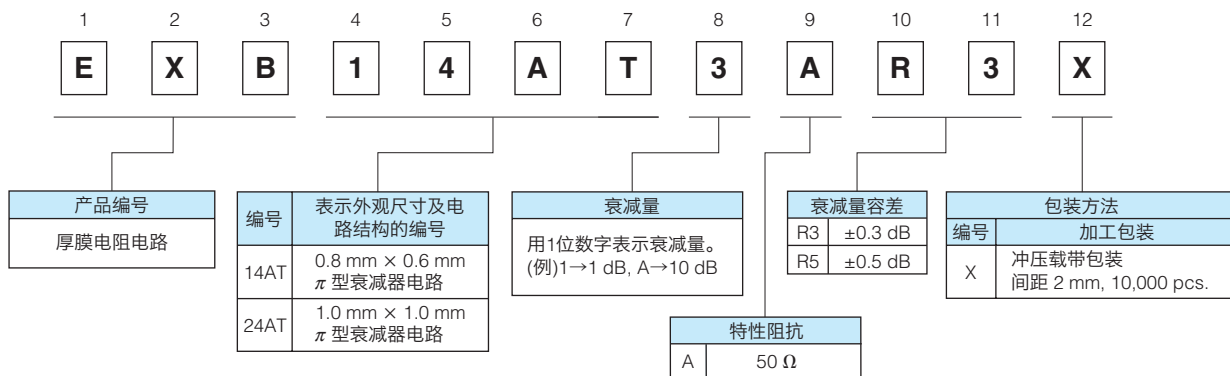 1 2 3 4 5 6 7 8 9 10 11 12
E X B 1 4 A T 3 A R 3 X
产品编号
厚膜电阻电路
编号 表示外观尺寸及电
路结构的编号
14AT 0.8 mm × 0.6 mm
π 型衰减器电路
24AT 1.0 mm × 1.0 mm
π 型衰减器电路
衰减量
用1位数字表示衰减量。
(例)1→1 dB, A→10 dB
特性阻抗
A 50 Ω
衰减量容差
R3 ±0.3 dB
R5 ±0.5 dB
包装方法
编号 加工包装
X 冲压载带包装
间距 2 mm, 10,000 pcs.